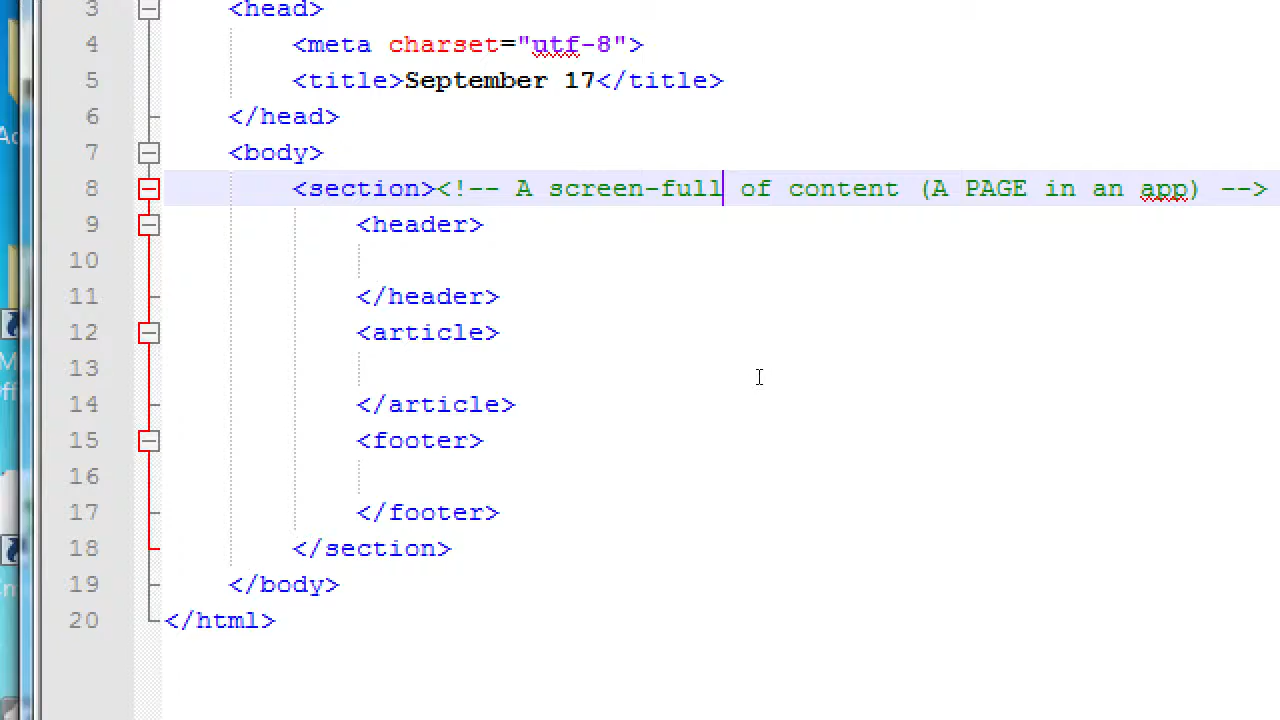 3 <head>
4 <meta charset="utf-8">
5 <title>September 17</title>
6 </head>
7 <body>
8 <section><!-- A screen-full of content (A PAGE in an app) -->
9 <header>
10
11 </header>
12 <article>
13
14 </article>
15 <footer>
16
17 </footer>
18 </section>
19 </body>
20 </html>